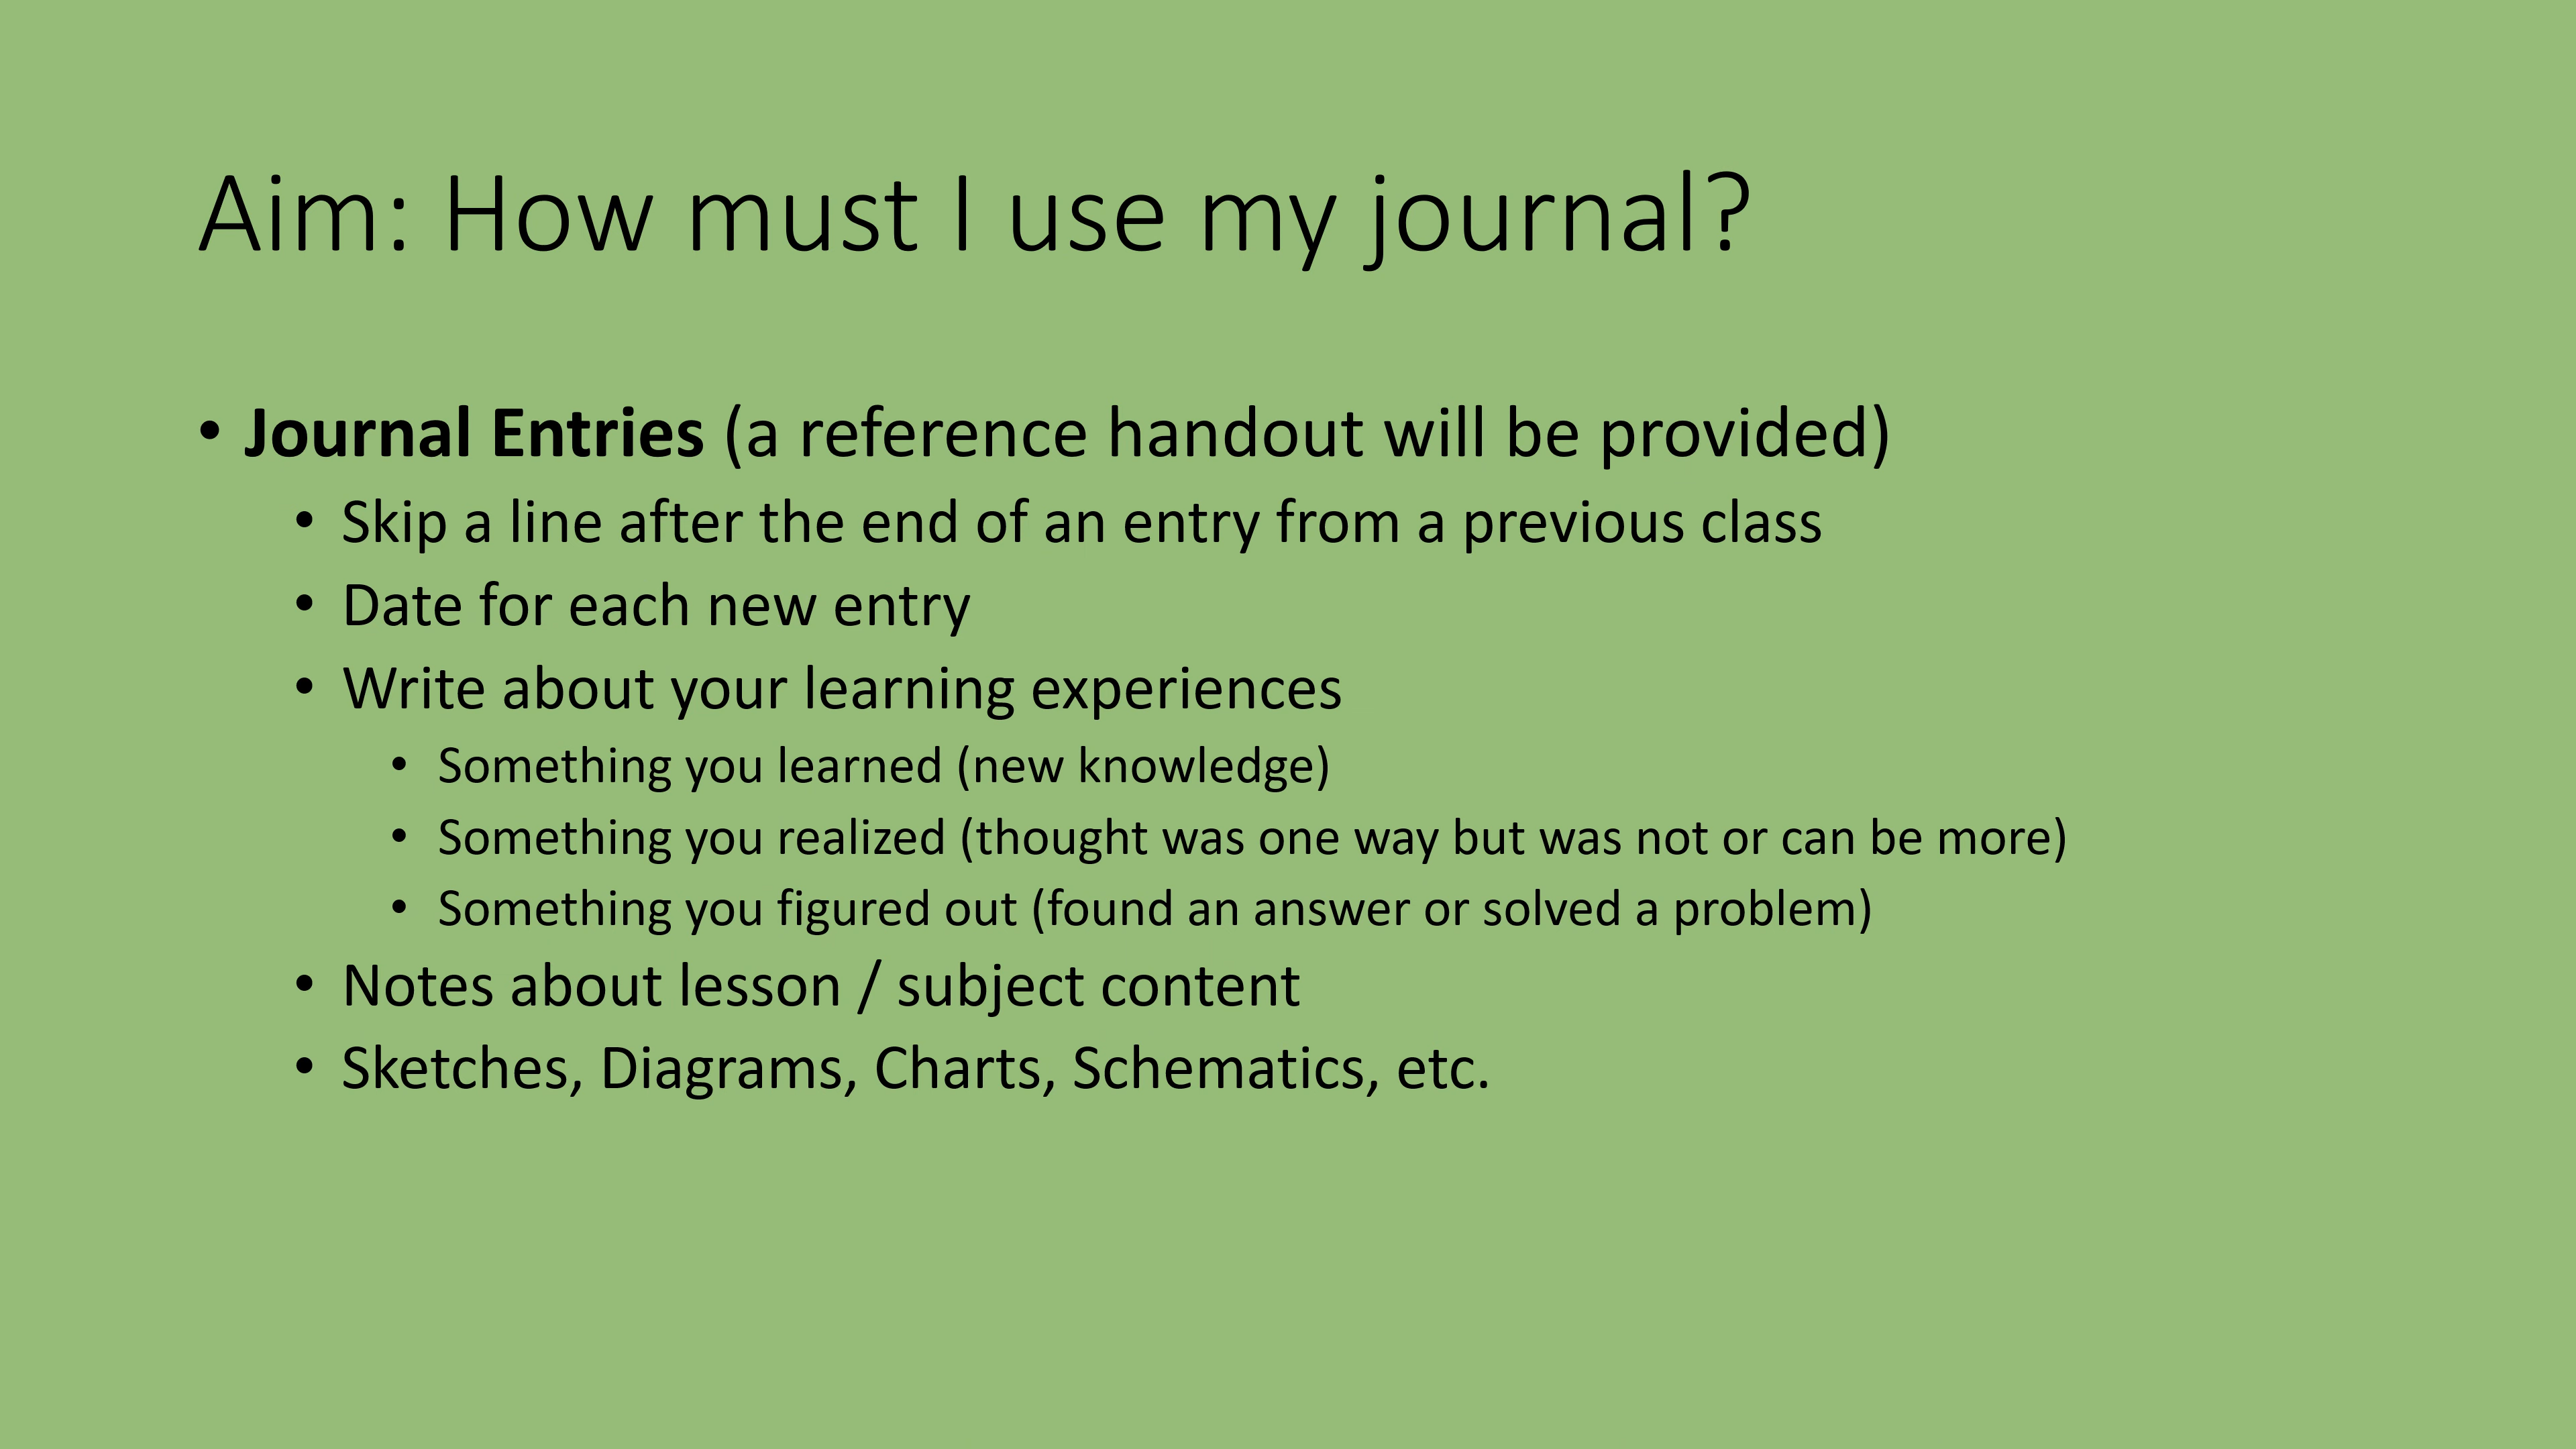 Aim: How must I use my journal?
• Journal Entries (a reference handout will be provided)
• Skip a line after the end of an entry from a previous class
• Date for each new entry
• Write about your learning experiences
• Something you learned (new knowledge)
• Something you realized (thought was one way but was not or can be more)
• Something you figured out (found an answer or solved a problem)
• Notes about lesson / subject content
• Sketches, Diagrams, Charts, Schematics, etc.